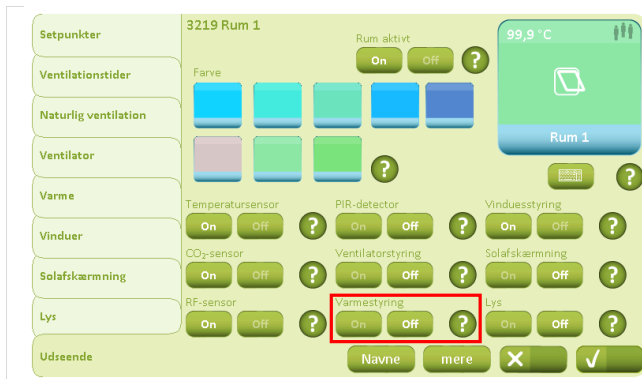 Setpunkter
Ventilationstider
Naturlig ventilation
Ventilator
Varme
Vinduer
Solafskærmning
Lys
Udseende
3219 Rum 1
Rum aktivt
On Off ?
Farve
?
99,9 °C
Rum 1
?
Temperatursensor PIR-detector Vinduesstyring
On Off ? On Off ? On Off ?
CO₂-sensor Ventilatorstyring Solafskærmning
On Off ? On Off ? On Off ?
RF-sensor Varmestyring Lys
On Off ? On Off ? On Off ?
Navne mere X √